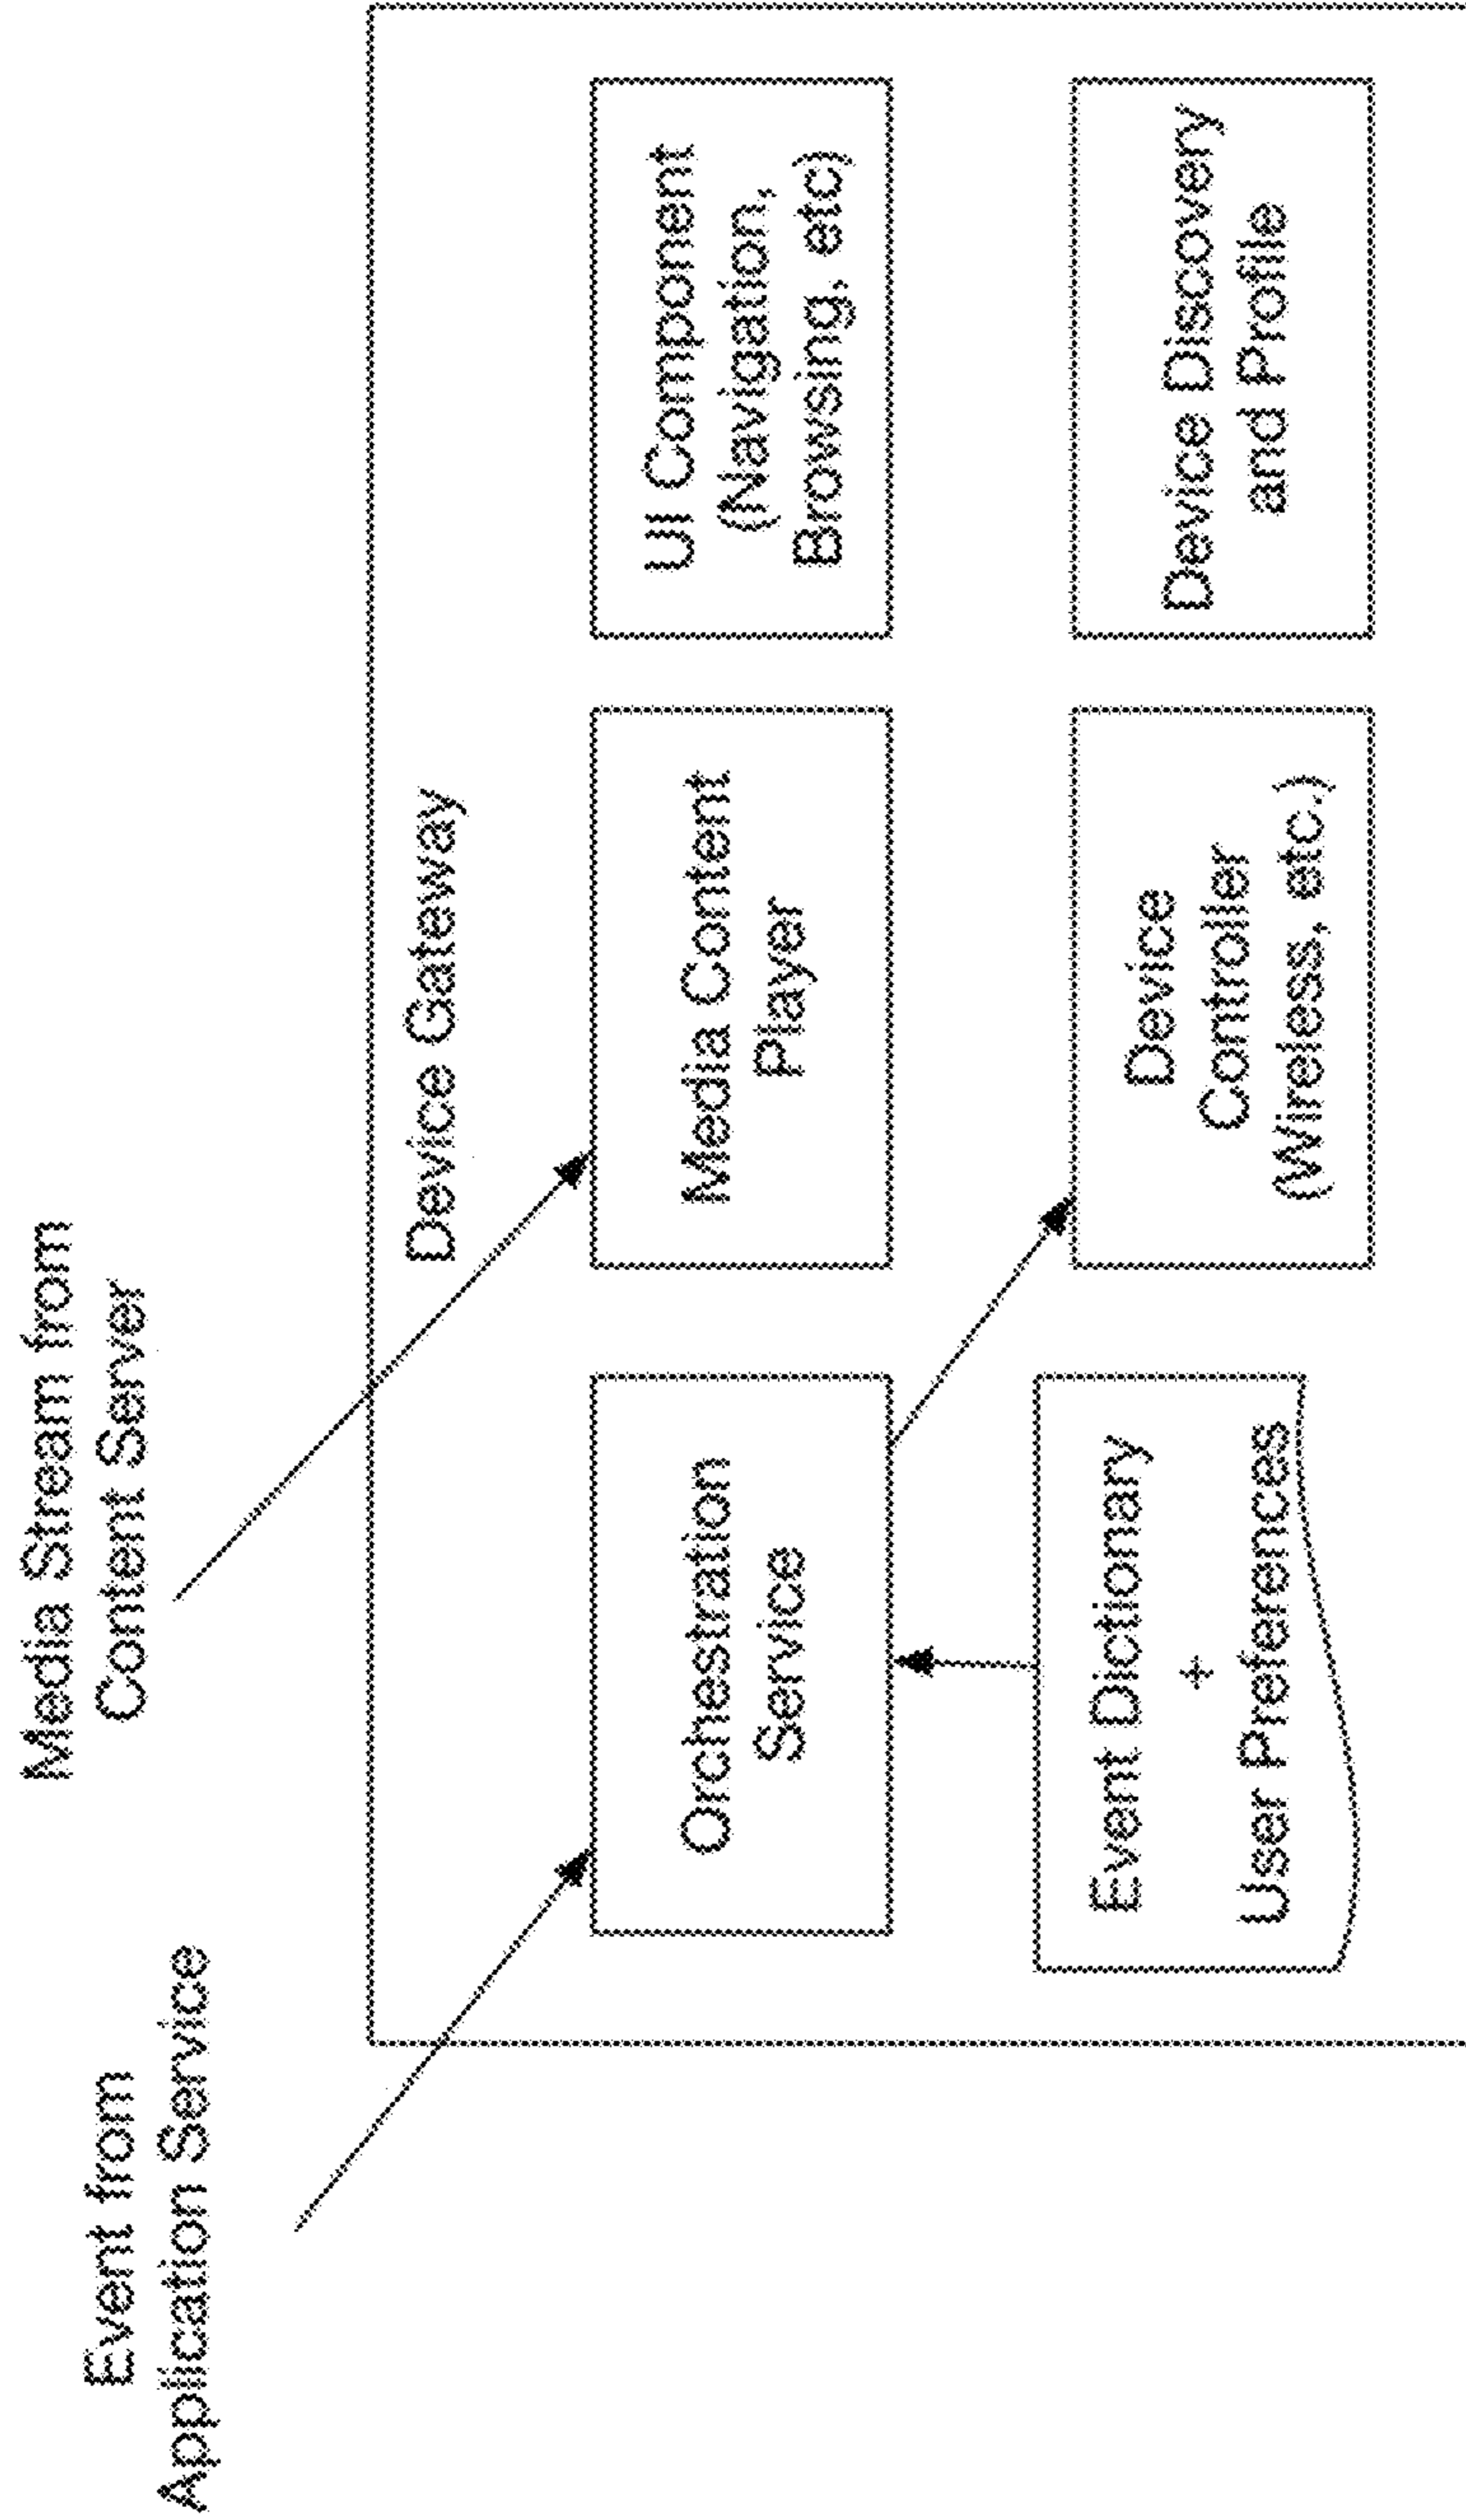 Event from
Application Service
Media Stream from
Content Server
Device Gateway
Orchestration
Service
Media Content
Player
UI Component
(Navigation,
Browsing, etc)
Event Dictionary
+
User Preferences
Device
Controller
(Wireless, etc.)
Device Discovery
and Profile